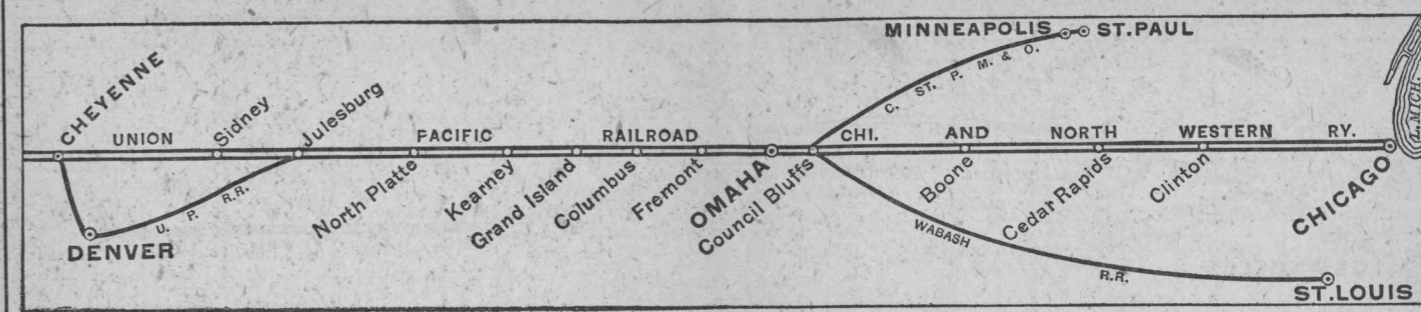 MINNEAPOLIS ST. PAUL
C. ST. P. M. & O.
CHEYENNE
UNION PACIFIC RAILROAD
Sidney
Julesburg
North Platte
Kearney
Grand Island
Columbus
Fremont
OMAHA
Council Bluffs
CHI. AND NORTH WESTERN RY.
Boone
Cedar Rapids
Clinton
CHICAGO
L. MICH.
U. P. R.R.
DENVER
WABASH R.R.
ST. LOUIS